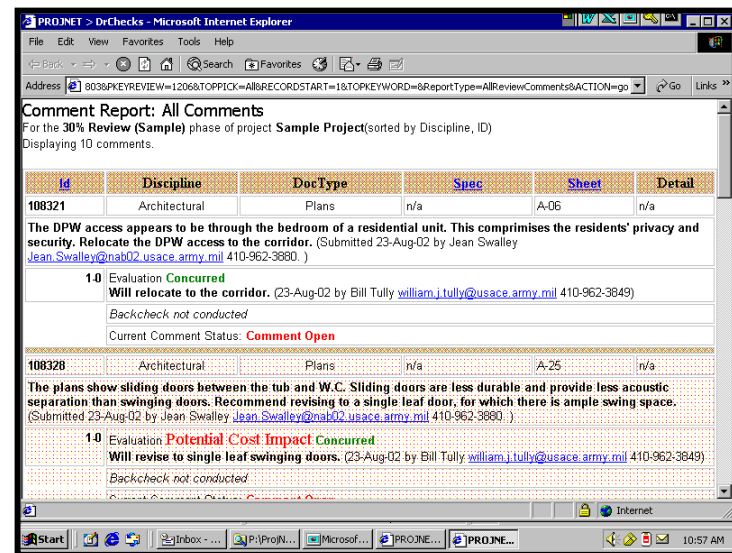 PROJNET > DrChecks - Microsoft Internet Explorer
File Edit View Favorites Tools Help
Back Search Favorites
Address 803&PKEYREVIEW=1206&TOPPICK=All&RECORDSTART=1&TOPKEYWORD=&ReportType=AllReviewComments&ACTION=go Go Links »
Comment Report: All Comments
For the 30% Review (Sample) phase of project Sample Project(sorted by Discipline, ID)
Displaying 10 comments.
Id Discipline DocType Spec Sheet Detail
108321 Architectural Plans n/a A-06 n/a
The DPW access appears to be through the bedroom of a residential unit. This comprimises the residents' privacy and
security. Relocate the DPW access to the corridor. (Submitted 23-Aug-02 by Jean Swalley
Jean.Swalley@nab02.usace.army.mil 410-962-3880. )
1-0 Evaluation Concurred
Will relocate to the corridor. (23-Aug-02 by Bill Tully william.j.tully@usace.army.mil 410-962-3849)
Backcheck not conducted
Current Comment Status: Comment Open
108328 Architectural Plans n/a A-25 n/a
The plans show sliding doors between the tub and W.C. Sliding doors are less durable and provide less acoustic
separation than swinging doors. Recommend revising to a single leaf door, for which there is ample swing space.
(Submitted 23-Aug-02 by Jean Swalley Jean.Swalley@nab02.usace.army.mil 410-962-3880. )
1-0 Evaluation Potential Cost Impact Concurred
Will revise to single leaf swinging doors. (23-Aug-02 by Bill Tully william.j.tully@usace.army.mil 410-962-3849)
Backcheck not conducted
Current Comment Status: Comment Open
Internet
Start Inbox - ... P:\ProjN... Microsof... PROJNE... PROJNE... 10:57 AM